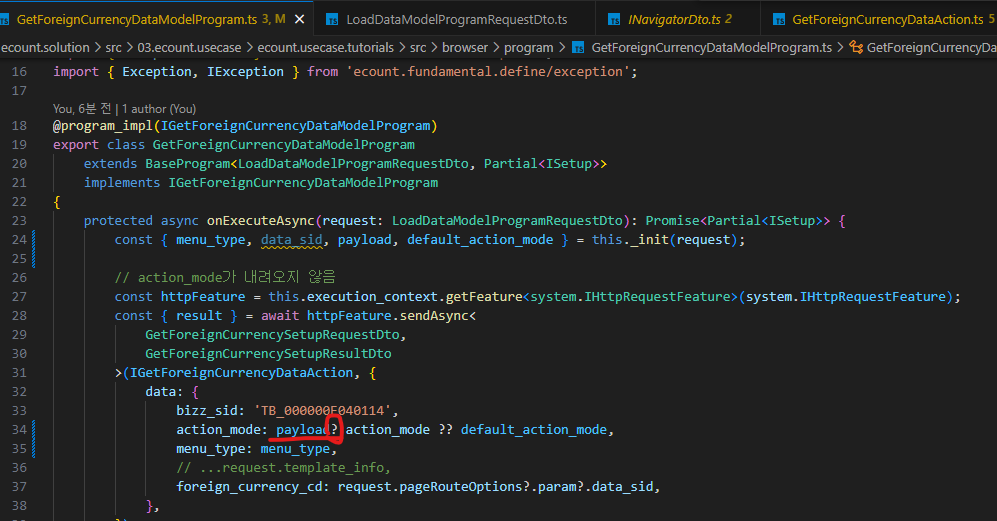 GetForeignCurrencyDataModelProgram.ts 3, M
LoadDataModelProgramRequestDto.ts
INavigatorDto.ts 2
GetForeignCurrencyDataAction.ts 5
ecount.solution > src > 03.ecount.usecase > ecount.usecase.tutorials > src > browser > program > GetForeignCurrencyDataModelProgram.ts > GetForeignCurrencyDa
16 import { Exception, IException } from 'ecount.fundamental.define/exception';
17
You, 6분 전 | 1 author (You)
18 @program_impl(IGetForeignCurrencyDataModelProgram)
19 export class GetForeignCurrencyDataModelProgram
20 extends BaseProgram<LoadDataModelProgramRequestDto, Partial<ISetup>>
21 implements IGetForeignCurrencyDataModelProgram
22 {
23 protected async onExecuteAsync(request: LoadDataModelProgramRequestDto): Promise<Partial<ISetup>> {
24 const { menu_type, data_sid, payload, default_action_mode } = this._init(request);
25
26 // action_mode가 내려오지 않음
27 const httpFeature = this.execution_context.getFeature<system.IHttpRequestFeature>(system.IHttpRequestFeature);
28 const { result } = await httpFeature.sendAsync<
29 GetForeignCurrencySetupRequestDto,
30 GetForeignCurrencySetupResultDto
31 >(IGetForeignCurrencyDataAction, {
32 data: {
33 bizz_sid: 'TB_000000E040114',
34 action_mode: payload?.action_mode ?? default_action_mode,
35 menu_type: menu_type,
36 // ...request.template_info,
37 foreign_currency_cd: request.pageRouteOptions?.param?.data_sid,
38 },